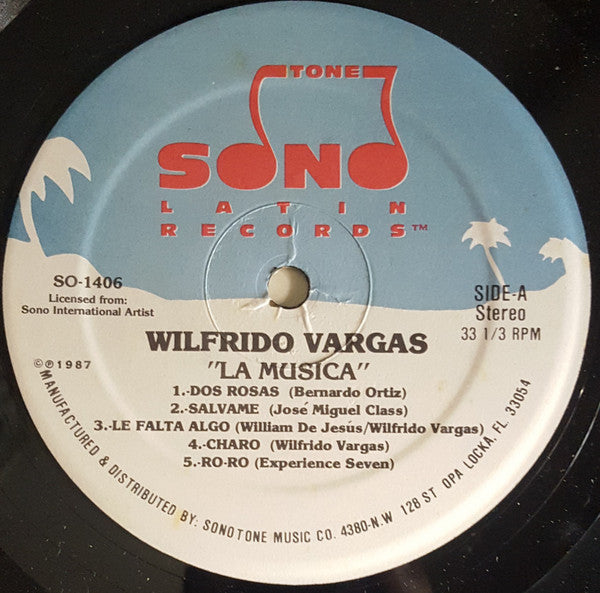 TONE
SONO
LATIN
RECORDS™
SO-1406
Licensed from:
Sono International Artist
SIDE-A
Stereo
33 1/3 RPM
WILFRIDO VARGAS
"LA MUSICA"
©℗1987
1.-DOS ROSAS (Bernardo Ortiz)
2.-SALVAME (José Miguel Class)
3.-LE FALTA ALGO (William De Jesús/Wilfrido Vargas)
4.-CHARO (Wilfrido Vargas)
5.-RO-RO (Experience Seven)
MANUFACTURED & DISTRIBUTED BY: SONOTONE MUSIC CO. 4380-N.W 128 ST OPA LOCKA, FL 33054